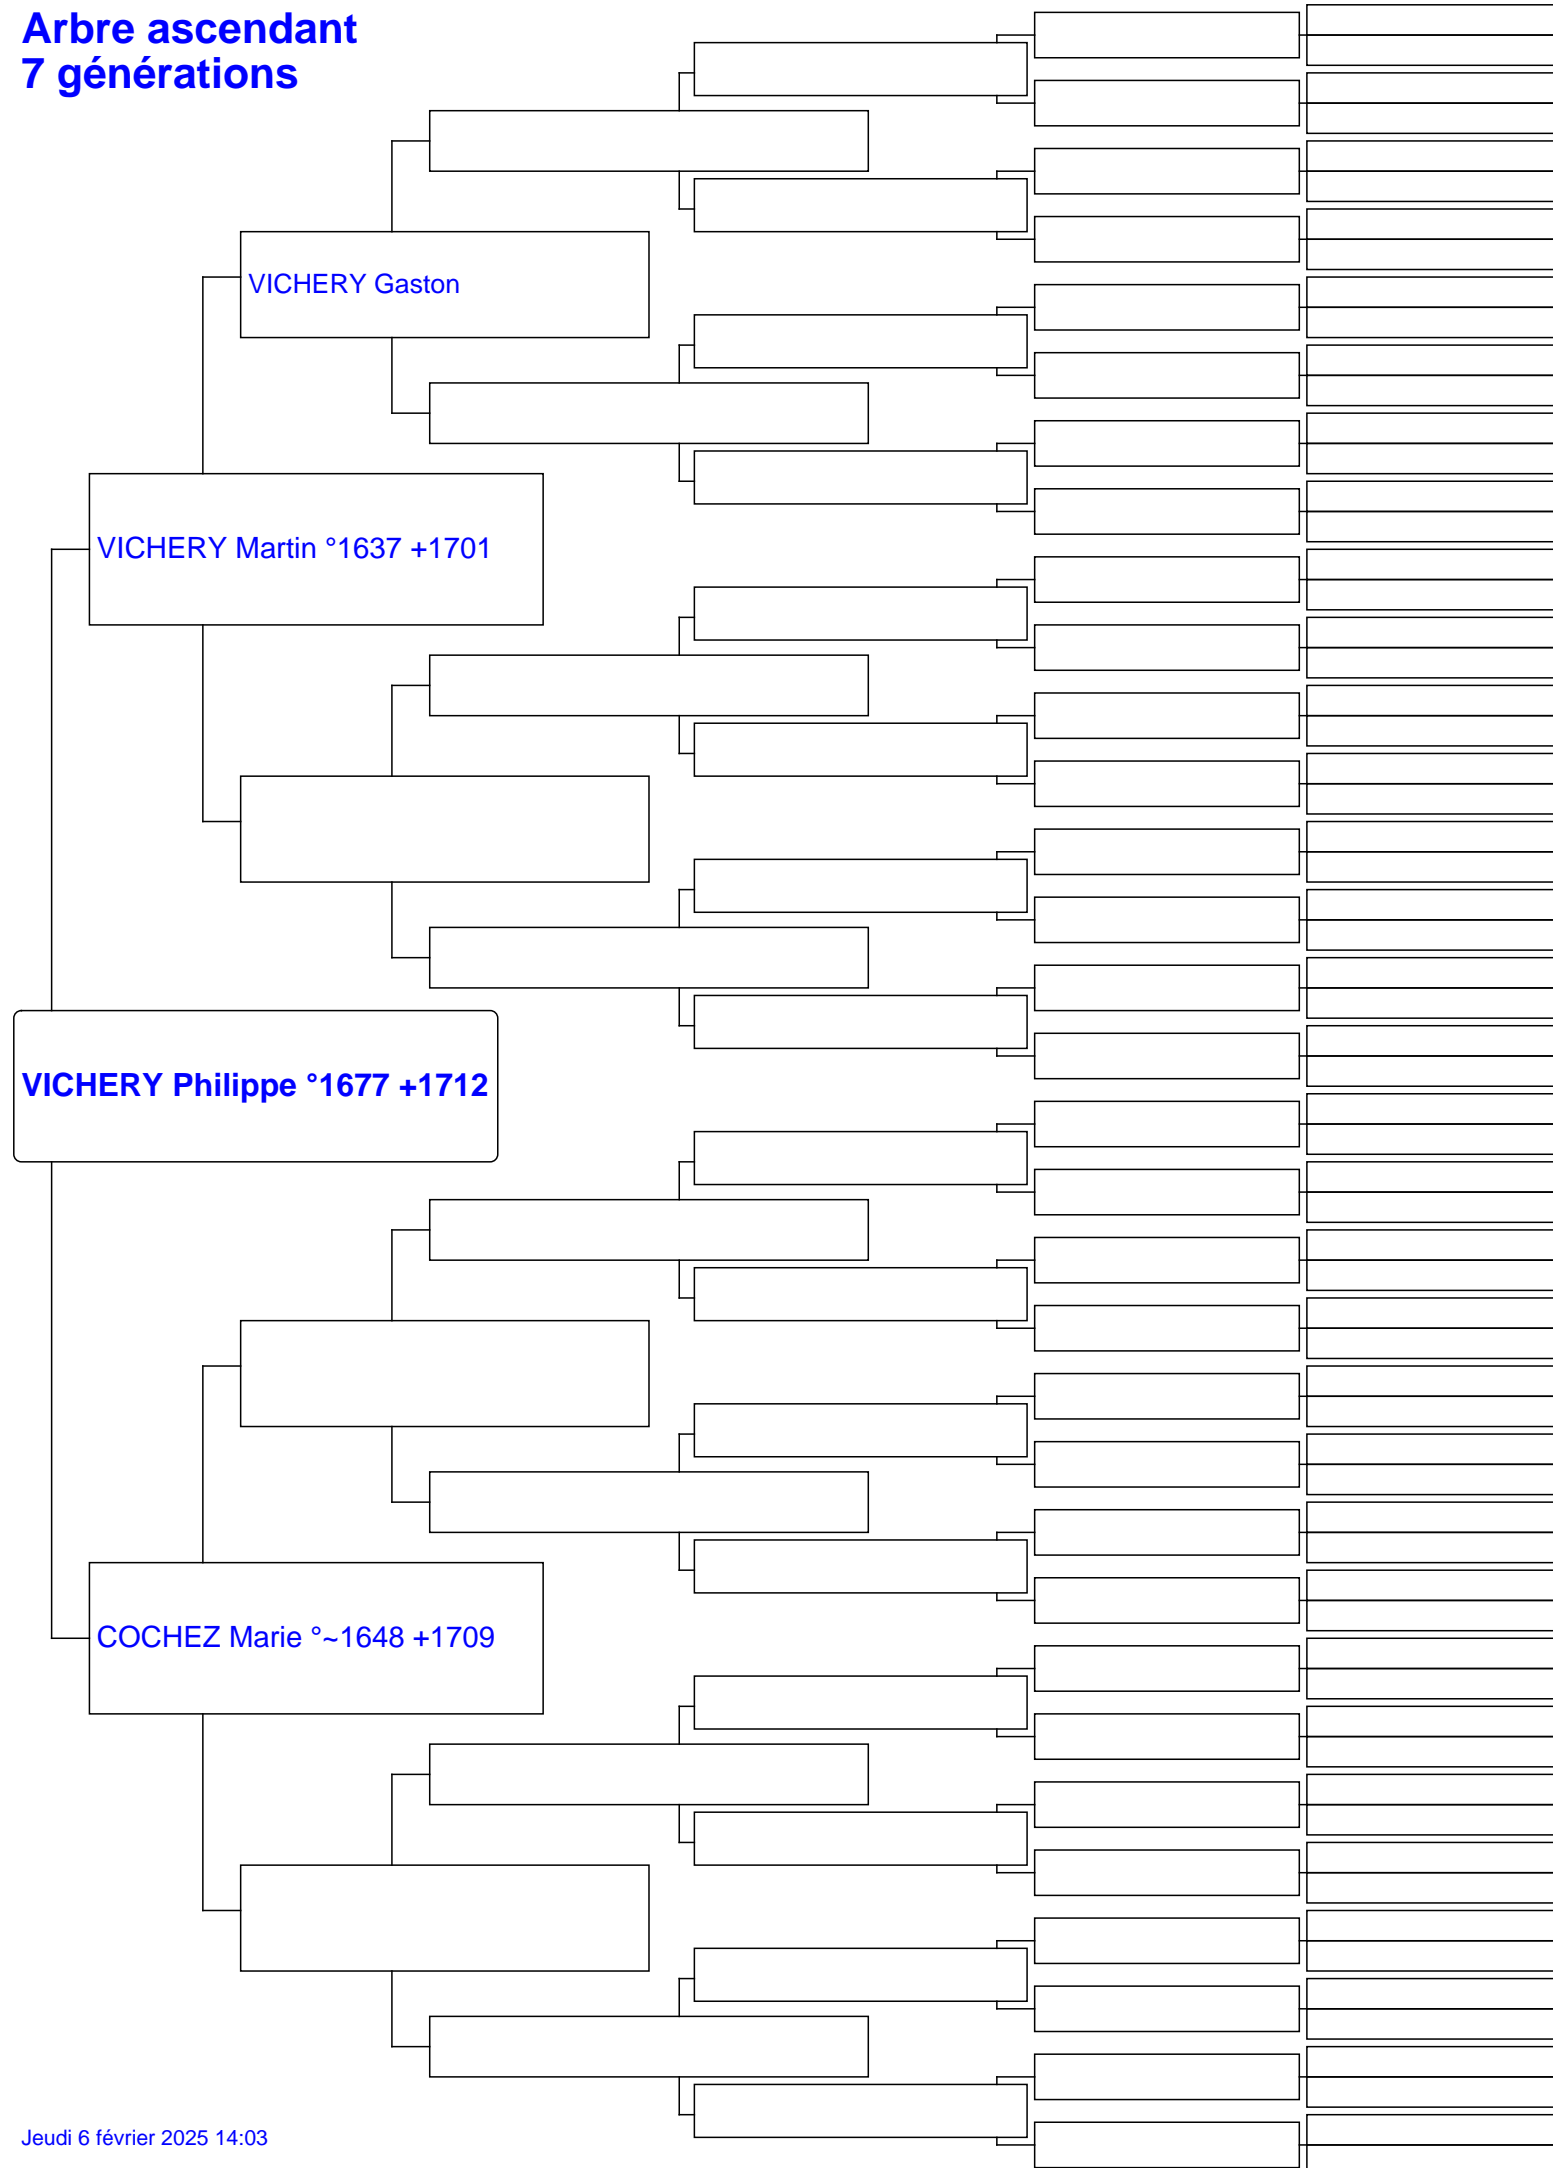 Arbre ascendant
7 générations
VICHERY Gaston
VICHERY Martin °1637 +1701
VICHERY Philippe °1677 +1712
COCHEZ Marie °~1648 +1709
Jeudi 6 février 2025 14:03